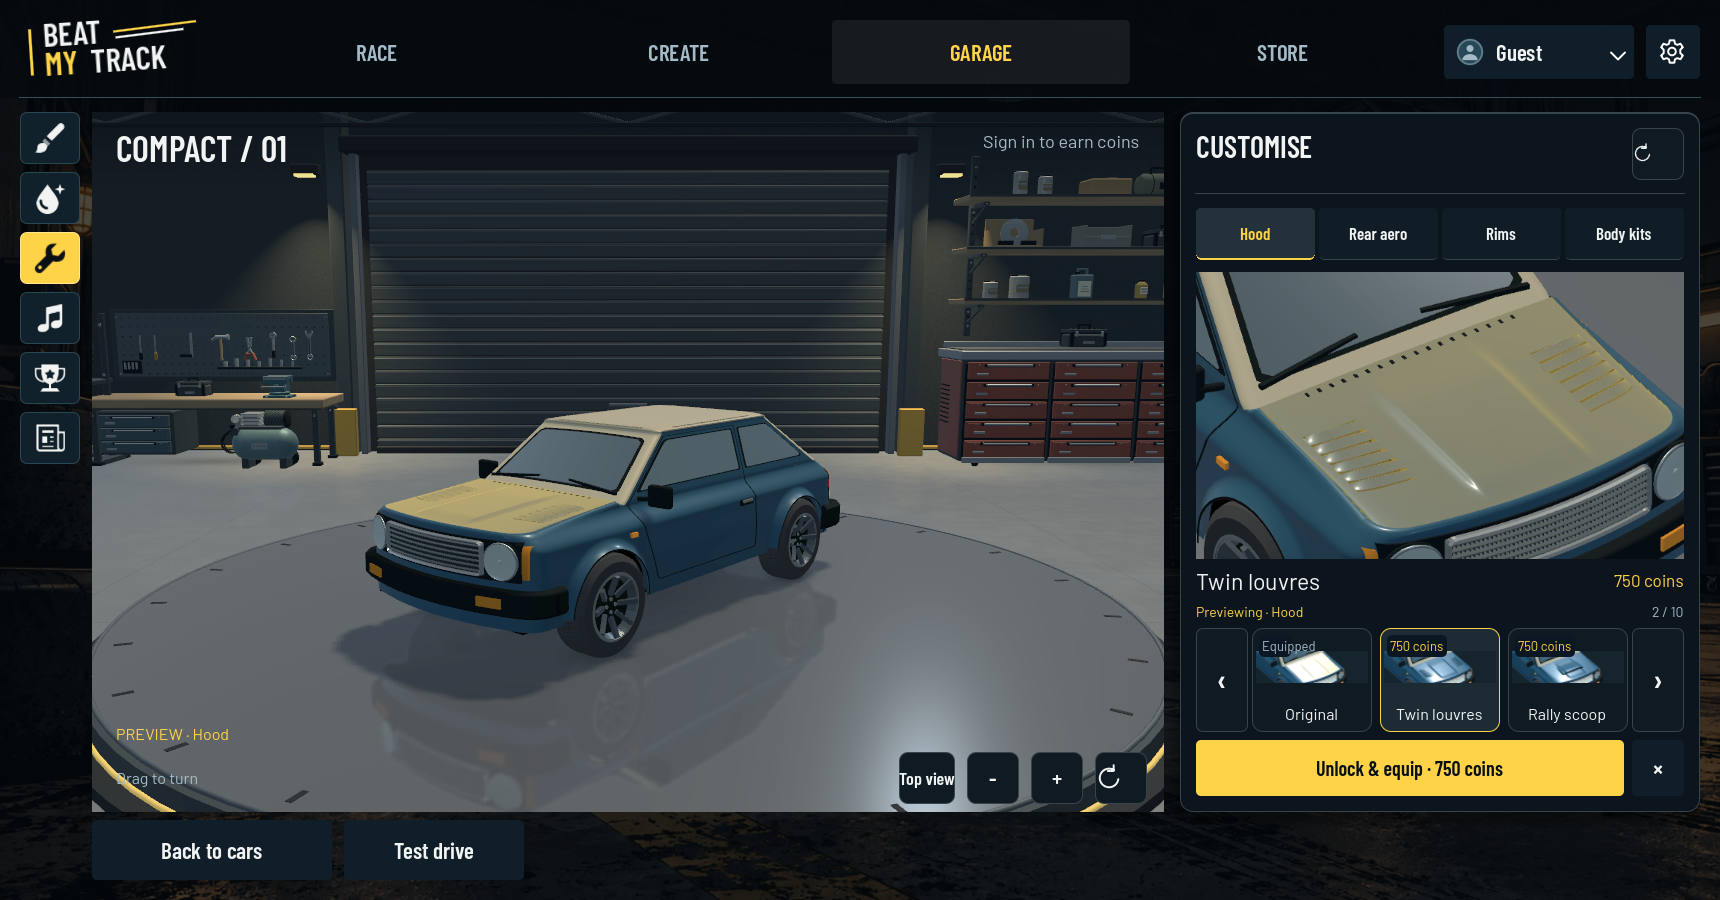 BEAT
MY TRACK
RACE
CREATE
GARAGE
STORE
Guest
COMPACT / 01
Sign in to earn coins
PREVIEW · Hood
Drag to turn
Top view
-
+
Back to cars
Test drive
CUSTOMISE
Hood
Rear aero
Rims
Body kits
Twin louvres
750 coins
Previewing · Hood
2 / 10
‹
Equipped
Original
750 coins
Twin louvres
750 coins
Rally scoop
›
Unlock & equip · 750 coins
×